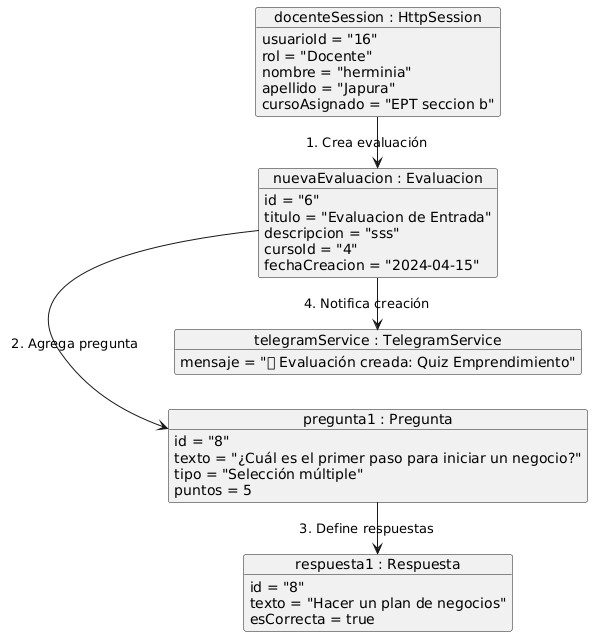 docenteSession : HttpSession
usuarioId = "16"
rol = "Docente"
nombre = "herminia"
apellido = "Japura"
cursoAsignado = "EPT seccion b"
1. Crea evaluación
nuevaEvaluacion : Evaluacion
id = "6"
titulo = "Evaluacion de Entrada"
descripcion = "sss"
cursoId = "4"
fechaCreacion = "2024-04-15"
4. Notifica creación
2. Agrega pregunta
telegramService : TelegramService
mensaje = " Evaluación creada: Quiz Emprendimiento"
pregunta1 : Pregunta
id = "8"
texto = "¿Cuál es el primer paso para iniciar un negocio?"
tipo = "Selección múltiple"
puntos = 5
3. Define respuestas
respuesta1 : Respuesta
id = "8"
texto = "Hacer un plan de negocios"
esCorrecta = true